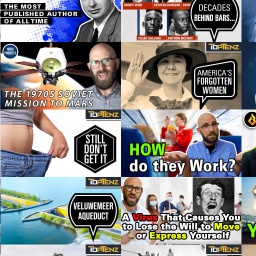 THE MOST
PUBLISHED AUTHOR
OF ALL TIME
DECADES
BEHIND BARS...
TOPTENZ
THE 1970S SOVIET
MISSION TO MARS
AMERICA'S
FORGOTTEN
WOMEN
TOPTENZ
STILL
DON'T
GET IT
TOPTENZ
HOW
do they Work?
VELUWEMEER
AQUEDUCT
TOPTENZ
A Virus That Causes You
to Lose the Will to Move
or Express Yourself